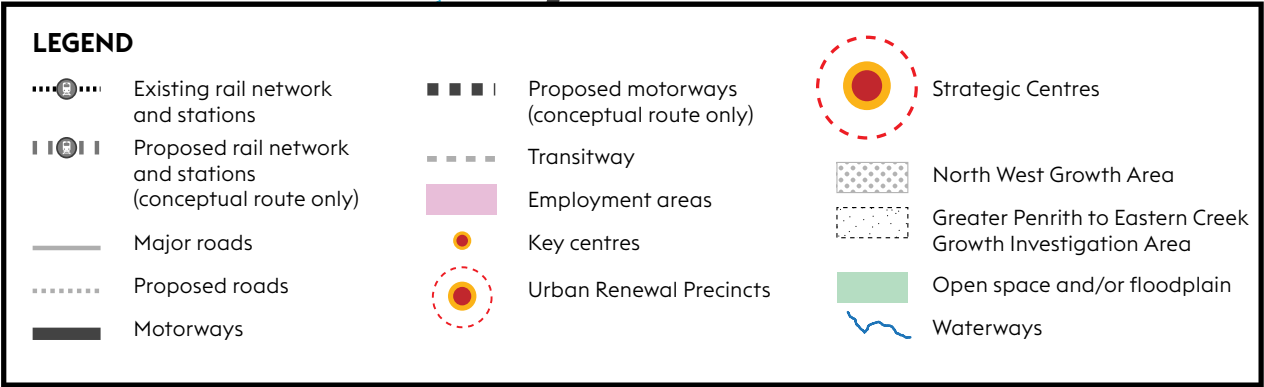 LEGEND
Existing rail network
and stations
Proposed rail network
and stations
(conceptual route only)
Major roads
Proposed roads
Motorways
Proposed motorways
(conceptual route only)
Transitway
Employment areas
Key centres
Urban Renewal Precincts
Strategic Centres
North West Growth Area
Greater Penrith to Eastern Creek
Growth Investigation Area
Open space and/or floodplain
Waterways